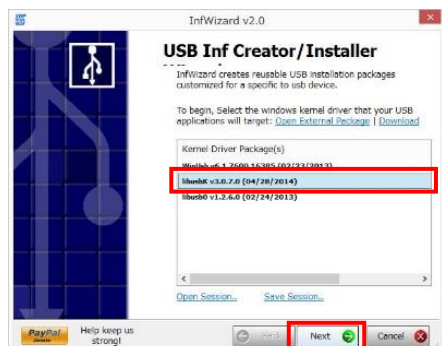 InfWizard v2.0
USB Inf Creator/Installer
InfWizard creates reusable USB installation packages
customized for a specific to usb device.
To begin, Select the windows kernel driver that your USB
applications will target: Open External Package | Download
Kernel Driver Package(s)
WinUsb v6.1.7600.16385 (02/23/2013)
libusbK v3.0.7.0 (04/28/2014)
libusb0 v1.2.6.0 (02/24/2013)
Open Session..
Save Session..
PayPal
Help keep us
strong!
Next
Cancel